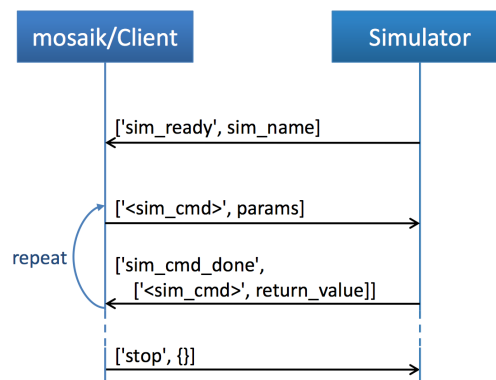 mosaik/Client
Simulator
['sim_ready', sim_name]
['<sim_cmd>', params]
repeat
['sim_cmd_done',
['<sim_cmd>', return_value]]
['stop', {}]